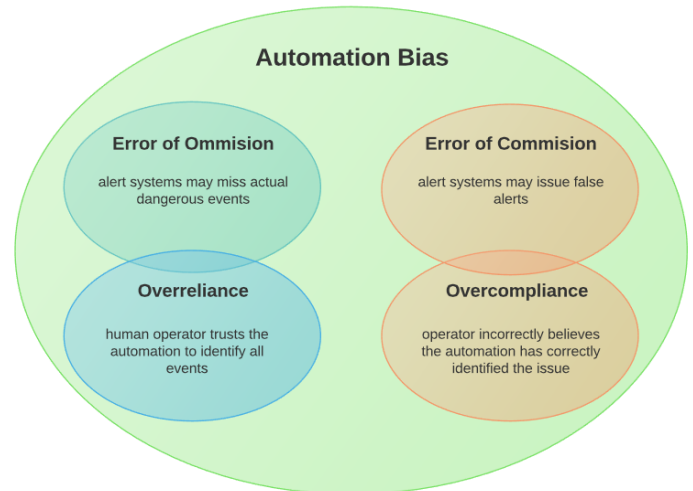 Automation Bias
Error of Ommision
alert systems may miss actual
dangerous events
Error of Commision
alert systems may issue false
alerts
Overreliance
human operator trusts the
automation to identify all
events
Overcompliance
operator incorrectly believes
the automation has correctly
identified the issue